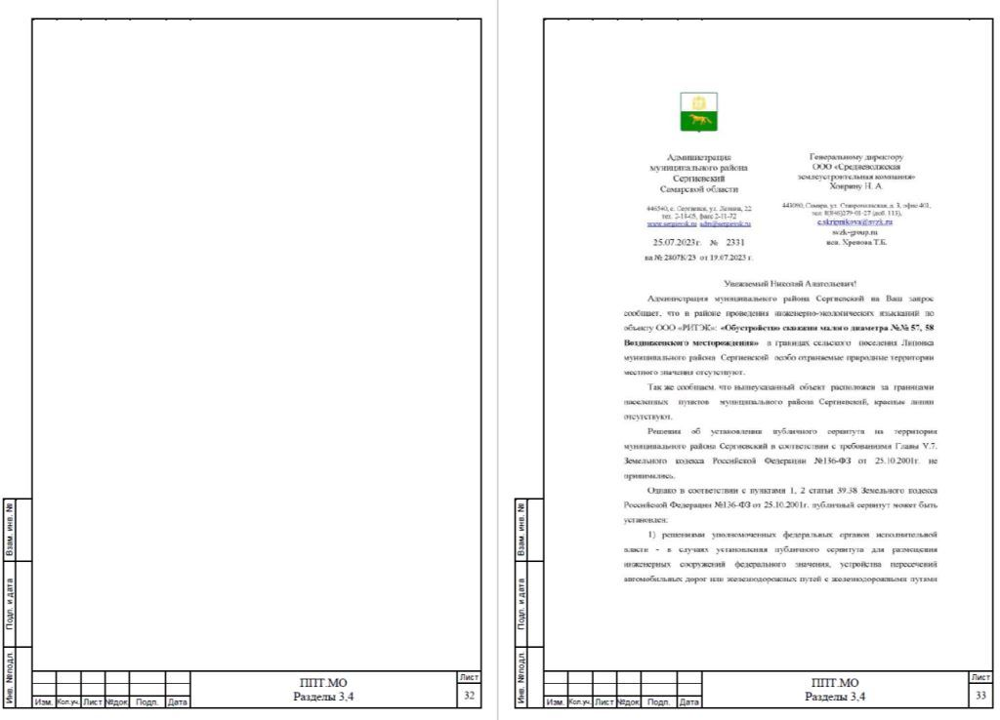 Взам. инв. №
Подп. и дата
Инв. №подл.
Изм. Кол.уч. Лист №док. Подп. Дата
ППТ.МО
Разделы 3,4
Лист
32
Администрация
муниципального района
Сергиевский
Самарской области
446540, с. Сергиевск, ул. Ленина, 22
тел. 2-18-05, факс 2-11-72
www.sergievsk.ru adm@sergievsk.ru
25.07.2023г. № 2331
на № 2807К/23 от 19.07.2023 г.
Генеральному директору
ООО «Средневолжская
землеустроительная компания»
Ховрину Н. А.
443090, Самара, ул. Ставропольская, д. 3, офис 401,
тел: 8(846)279-01-27 (доб. 113),
e.skripnikova@svzk.ru
svzk-group.ru
исп. Хренова Т.Б.
Уважаемый Николай Анатольевич!
Администрация муниципального района Сергиевский на Ваш запрос
сообщает, что в районе проведения инженерно-экологических изысканий по
объекту ООО «РИТЭК»: «Обустройство скважин малого диаметра №№ 57, 58
Воздвиженского месторождения» в границах сельского поселения Липовка
муниципального района Сергиевский особо охраняемые природные территории
местного значения отсутствуют.
Так же сообщаем, что вышеуказанный объект расположен за границами
населенных пунктов муниципального района Сергиевский, красные линии
отсутствуют.
Решения об установлении публичного сервитута на территории
муниципального района Сергиевский в соответствии с требованиями Главы V.7.
Земельного кодекса Российской Федерации №136-ФЗ от 25.10.2001г. не
принимались.
Однако в соответствии с пунктами 1, 2 статьи 39.38 Земельного кодекса
Российской Федерации №136-ФЗ от 25.10.2001г. публичный сервитут может быть
установлен:
1) решениями уполномоченных федеральных органов исполнительной
власти - в случаях установления публичного сервитута для размещения
инженерных сооружений федерального значения, устройства пересечений
автомобильных дорог или железнодорожных путей с железнодорожными путями
Взам. инв. №
Подп. и дата
Инв. №подл.
Изм. Кол.уч. Лист №док. Подп. Дата
ППТ.МО
Разделы 3,4
Лист
33